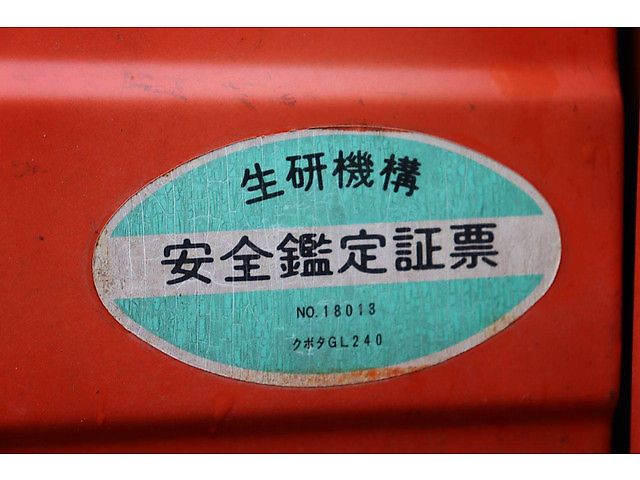 生研機構
安全鑑定証票
NO.18013
クボタGL240